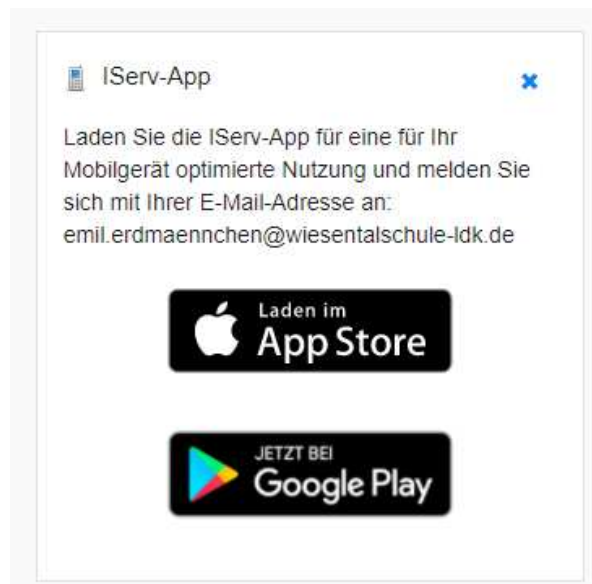 IServ-App
Laden Sie die IServ-App für eine für Ihr
Mobilgerät optimierte Nutzung und melden Sie
sich mit Ihrer E-Mail-Adresse an:
emil.erdmaennchen@wiesentalschule-ldk.de
Laden im
App Store
JETZT BEI
Google Play